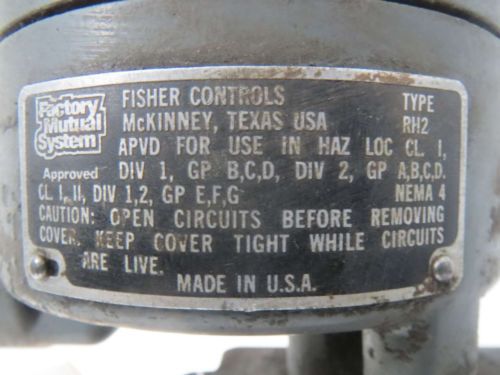 Factory
Mutual
System
Approved
FISHER CONTROLS TYPE
McKINNEY, TEXAS USA RH2
APVD FOR USE IN HAZ LOC CL. I,
DIV 1, GP B,C,D, DIV 2, GP A,B,C,D.
CL I,II, DIV 1,2, GP E,F,G NEMA 4
CAUTION: OPEN CIRCUITS BEFORE REMOVING
COVER. KEEP COVER TIGHT WHILE CIRCUITS
ARE LIVE.
MADE IN U.S.A.